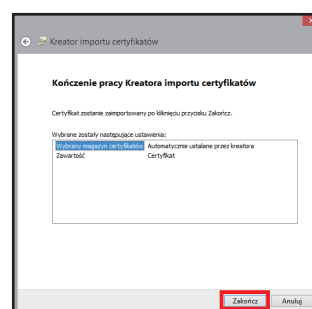 Kreator importu certyfikatów
Kończenie pracy Kreatora importu certyfikatów
Certyfikat zostanie zaimportowany po kliknięciu przycisku Zakończ.
Wybrane zostały następujące ustawienia:
Wybrany magazyn certyfikatów Automatycznie ustalane przez kreatora
Zawartość Certyfikat
Zakończ Anuluj